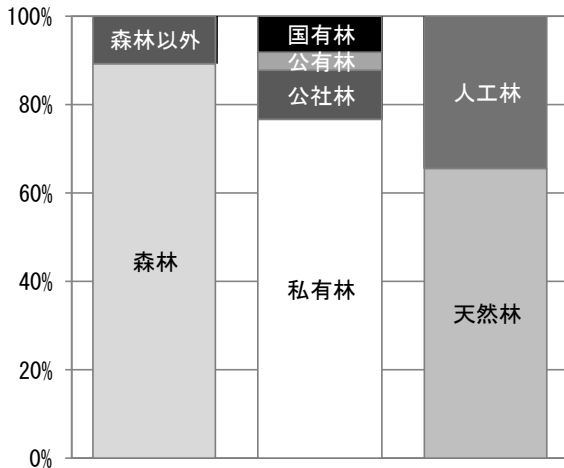 100%
80%
60%
40%
20%
0%
森林以外
森林
国有林
公有林
公社林
私有林
人工林
天然林